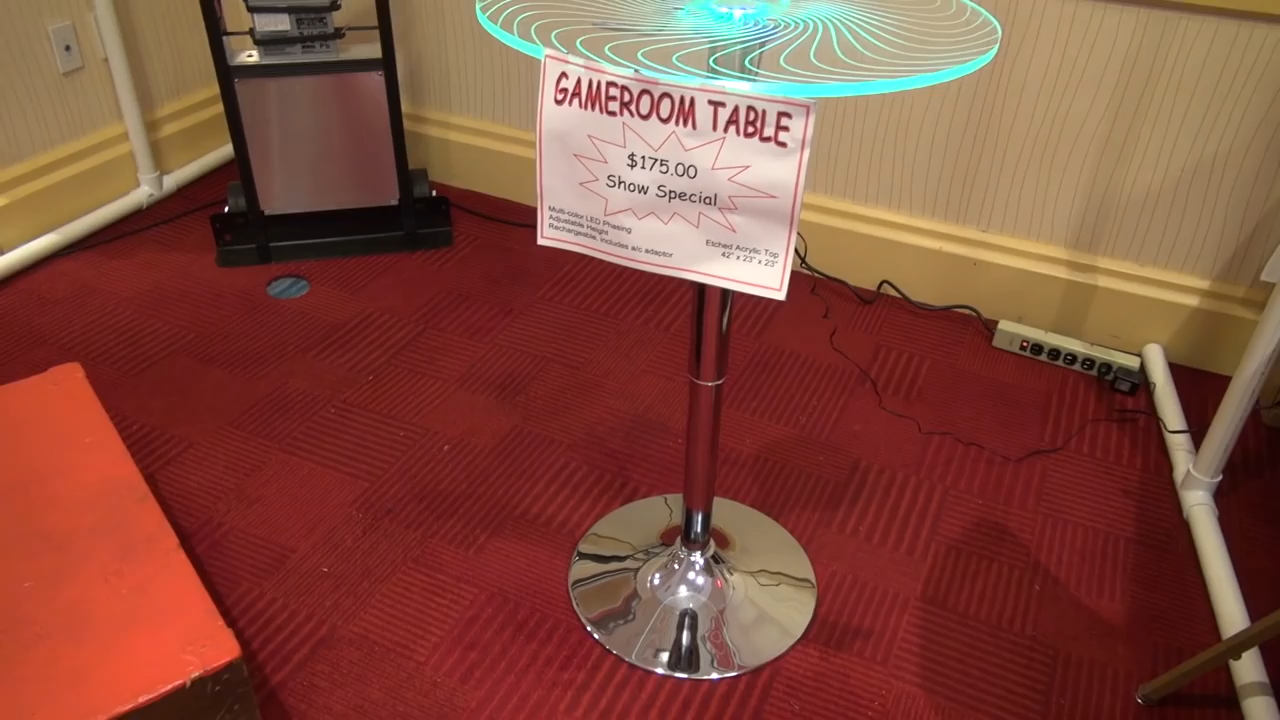 GAMEROOM TABLE
$175.00
Show Special
Multi-color LED Phasing
Adjustable Height
Rechargeable, includes a/c adaptor
Etched Acrylic Top
42" x 23" x 23"